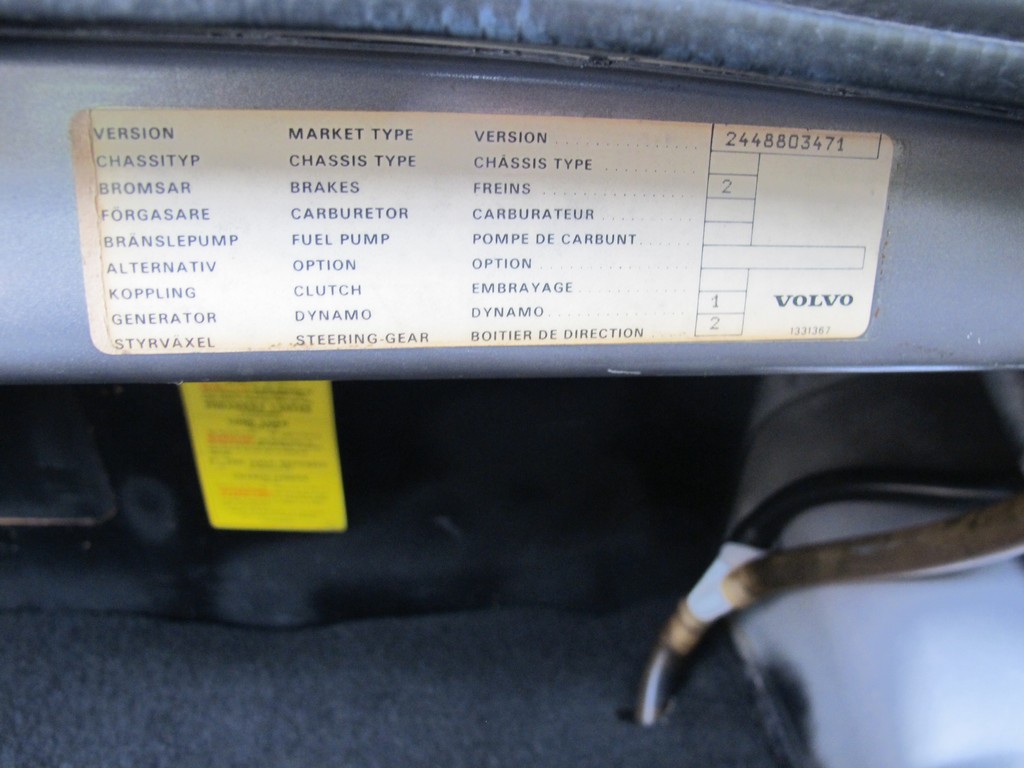 VERSION MARKET TYPE VERSION 2448803471
CHASSITYP CHASSIS TYPE CHÂSSIS TYPE
BROMSAR BRAKES FREINS 2
FÖRGASARE CARBURETOR CARBURATEUR
BRÄNSLEPUMP FUEL PUMP POMPE DE CARBUNT
ALTERNATIV OPTION OPTION
KOPPLING CLUTCH EMBRAYAGE
GENERATOR DYNAMO DYNAMO 1 VOLVO
STYRVÄXEL STEERING-GEAR BOITIER DE DIRECTION 2 1331367